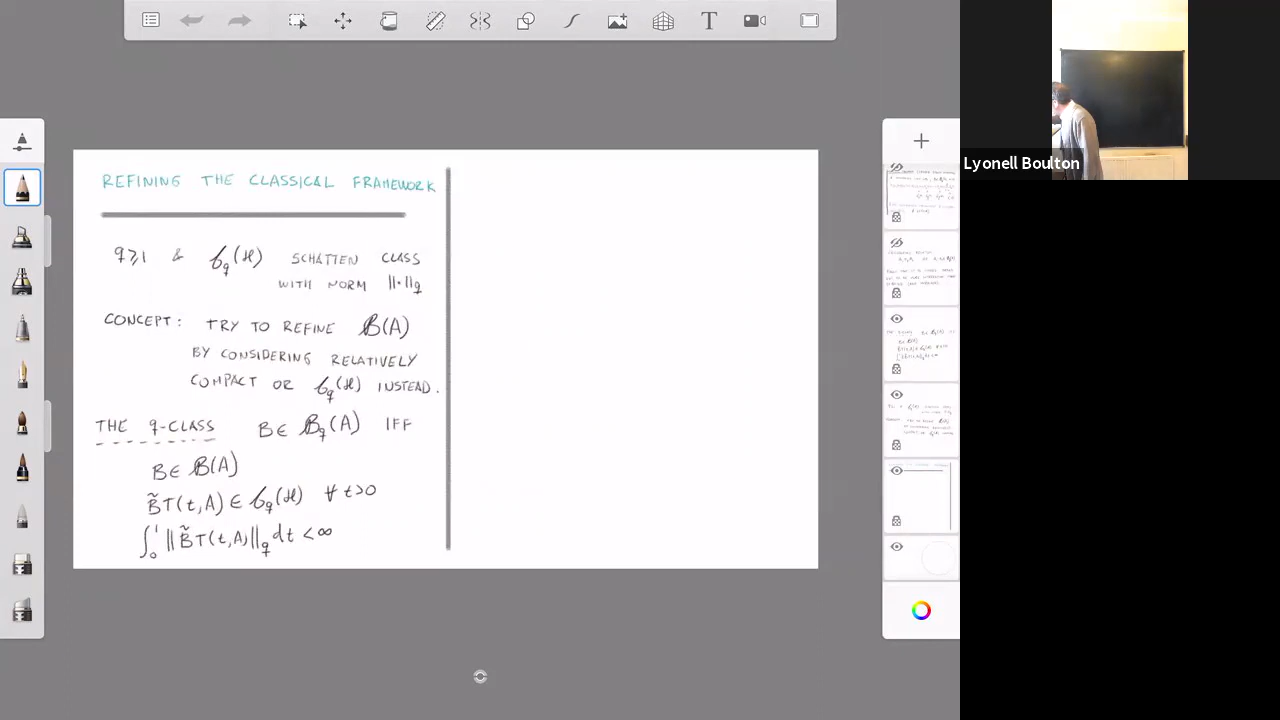 REFINING THE CLASSICAL FRAMEWORK
q⩾1 & 𝒞q(ℋ) SCHATTEN CLASS
WITH NORM ||·||q
CONCEPT: TRY TO REFINE ℬ(A)
BY CONSIDERING RELATIVELY
COMPACT OR 𝒞q(ℋ) INSTEAD.
THE q-CLASS B∈ ℬq(A) IFF
B∈ ℬ(A)
B̃T(t,A) ∈ 𝒞q(ℋ) ∀ t>0
∫₀¹ ||B̃T(t,A)||q dt < ∞
Lyonell Boulton